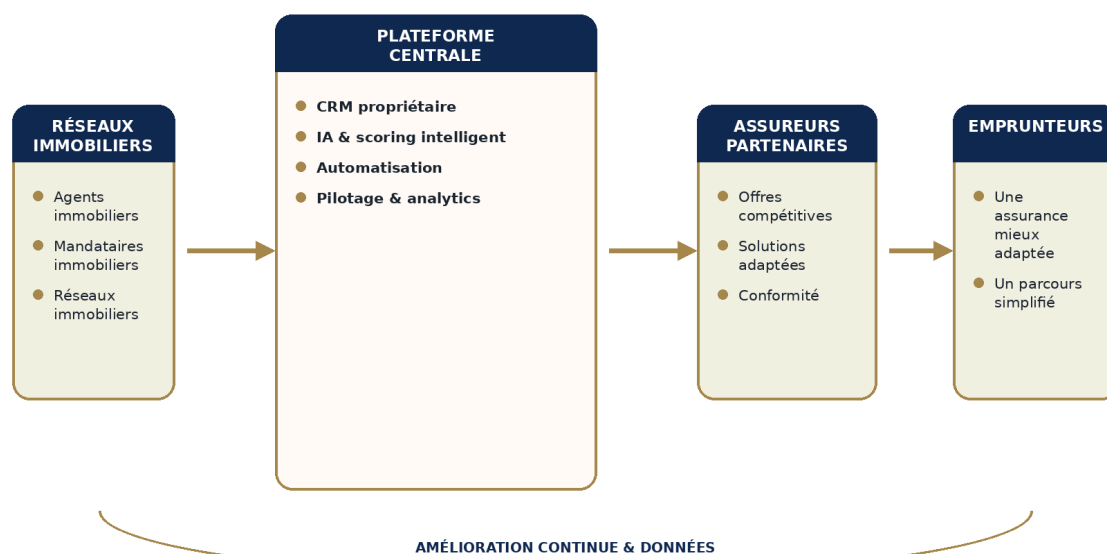 PLATEFORME
CENTRALE
CRM propriétaire
IA & scoring intelligent
Automatisation
Pilotage & analytics
RÉSEAUX
IMMOBILIERS
Agents
immobiliers
Mandataires
immobiliers
Réseaux
immobiliers
ASSUREURS
PARTENAIRES
Offres
compétitives
Solutions
adaptées
Conformité
EMPRUNTEURS
Une
assurance
mieux
adaptée
Un parcours
simplifié
AMÉLIORATION CONTINUE & DONNÉES